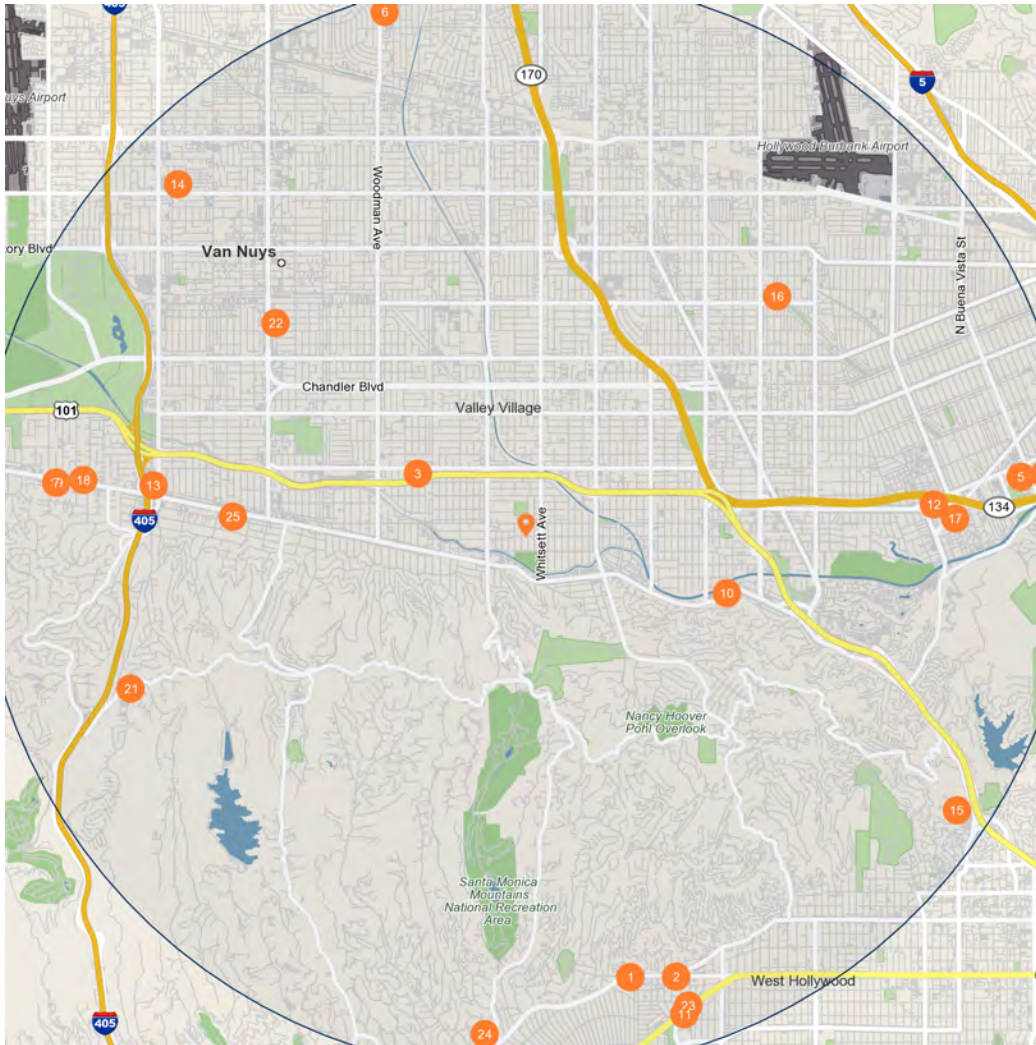 405
6
170
5
uys Airport
Hollywood Burbank Airport
14
Woodman Ave
Van Nuys
ory Blvd
N Buena Vista St
16
22
Chandler Blvd
101
Valley Village
3
5
9
18
13
12
134
17
25
405
Whitsett Ave
10
21
Nancy Hoover
Pohl Overlook
15
Santa Monica
Mountains
National Recreation
Area
1
2
West Hollywood
23
11
405
24